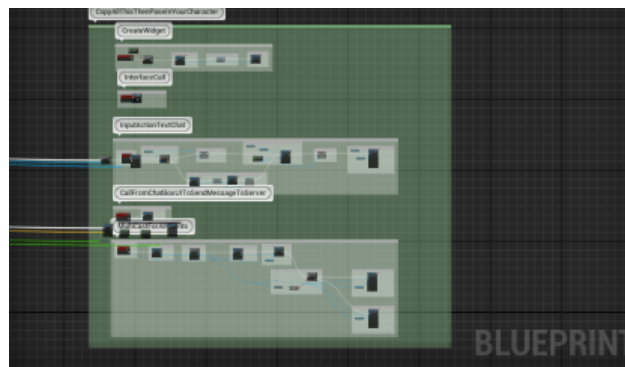 CopyAllThisThenPasteInYourCharacter
CreateWidget
InterfaceCall
InputActionTextChat
CallFromChatBoxUIToSendMessageToServer
BLUEPRINT